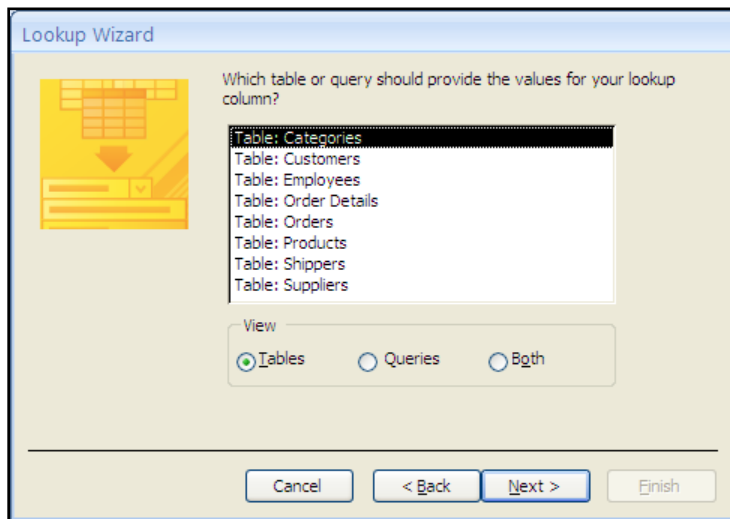 Lookup Wizard
Which table or query should provide the values for your lookup
column?
Table: Categories
Table: Customers
Table: Employees
Table: Order Details
Table: Orders
Table: Products
Table: Shippers
Table: Suppliers
View
Tables Queries Both
Cancel < Back Next > Finish